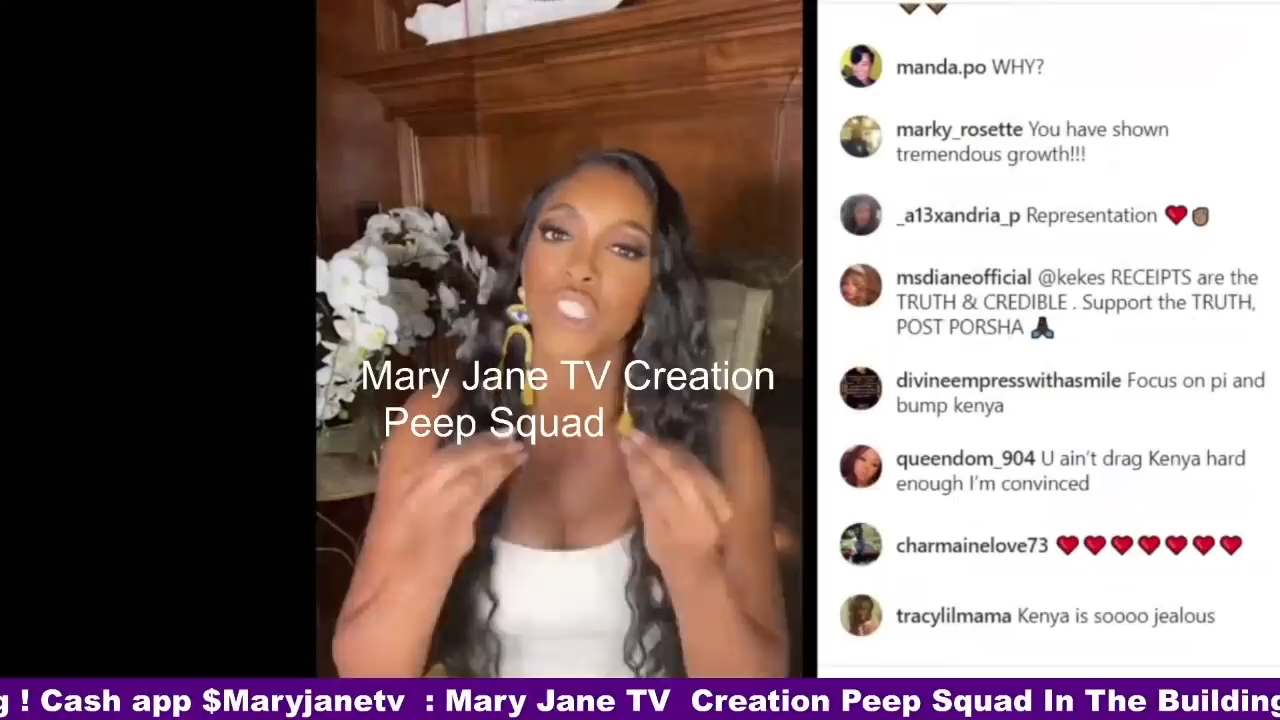 manda.po WHY?
marky_rosette You have shown
tremendous growth!!!
_a13xandria_p Representation ❤️✊🏽
msdianeofficial @kekes RECEIPTS are the
TRUTH & CREDIBLE . Support the TRUTH,
POST PORSHA 🙏🏿
divineempresswithasmile Focus on pi and
bump kenya
queendom_904 U ain't drag Kenya hard
enough I'm convinced
charmainelove73 ❤️❤️❤️❤️❤️❤️❤️
tracylilmama Kenya is soooo jealous
Mary Jane TV Creation
Peep Squad
g ! Cash app $Maryjanetv : Mary Jane TV Creation Peep Squad In The Building